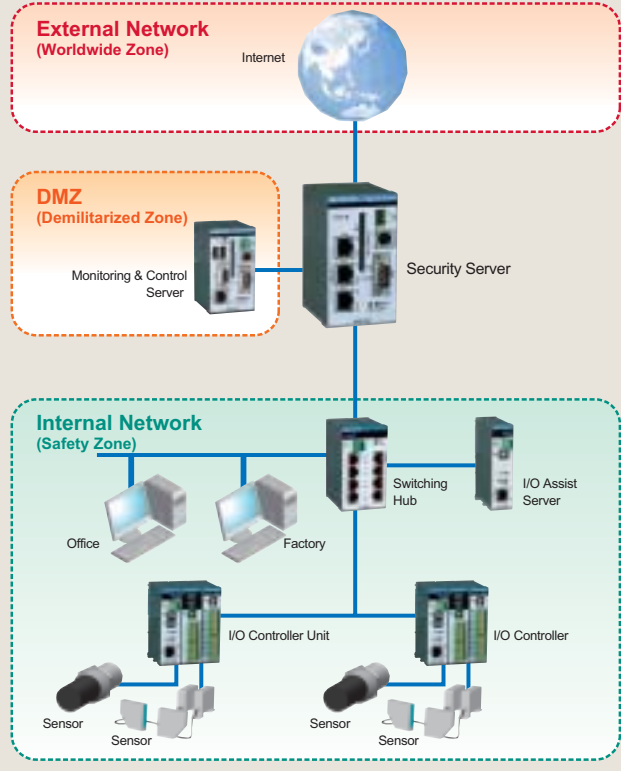 External Network
(Worldwide Zone)
Internet
DMZ
(Demilitarized Zone)
Monitoring & Control
Server
Security Server
Internal Network
(Safety Zone)
Switching
Hub
I/O Assist
Server
Office
Factory
I/O Controller Unit
I/O Controller
Sensor
Sensor
Sensor
Sensor